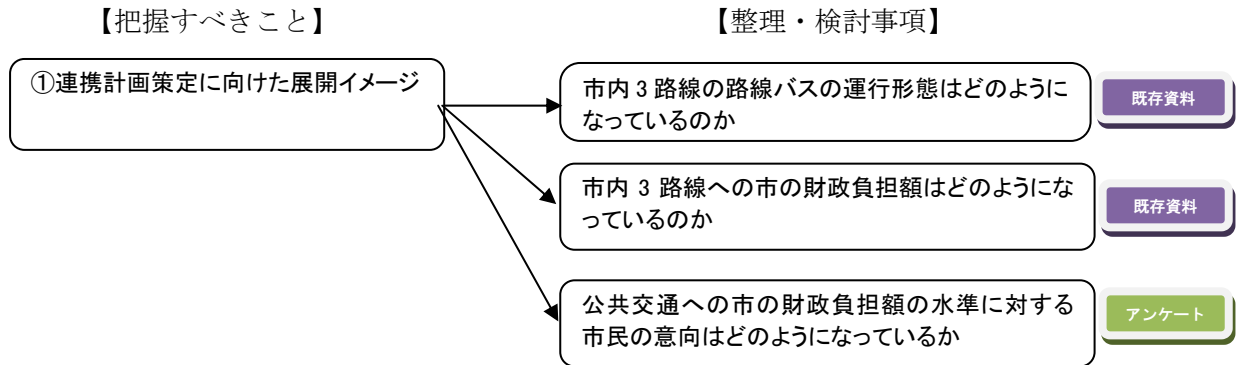 【把握すべきこと】
【整理・検討事項】
①連携計画策定に向けた展開イメージ
市内3路線の路線バスの運行形態はどのように
なっているのか
既存資料
市内 3 路線への市の財政負担額はどのようにな
っているのか
既存資料
公共交通への市の財政負担額の水準に対する
市民の意向はどのようになっているか
アンケート